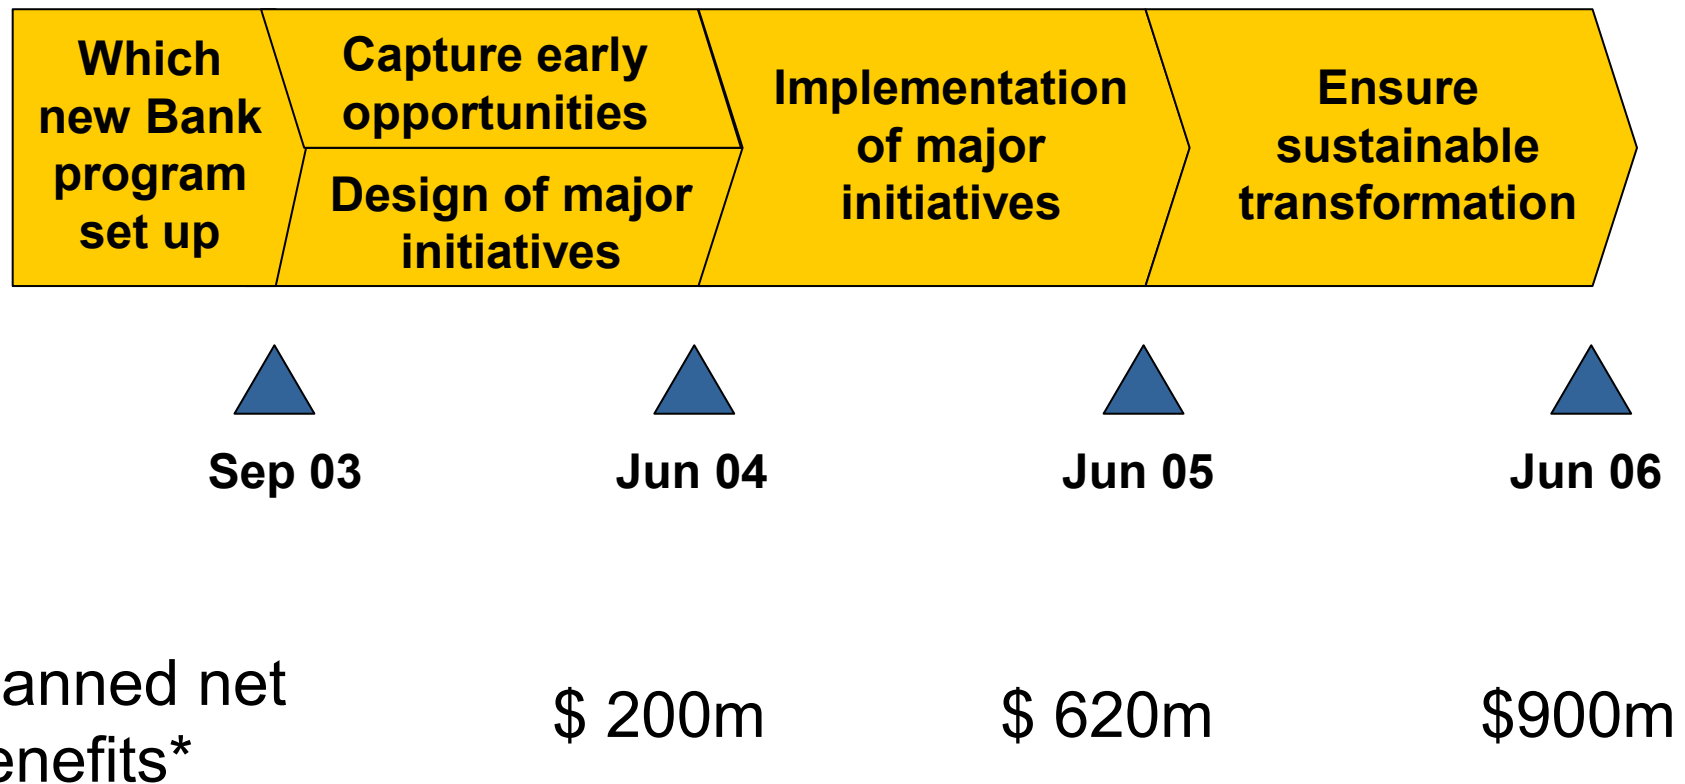 Which
new Bank
program
set up
Capture early
opportunities
Design of major
initiatives
Implementation
of major
initiatives
Ensure
sustainable
transformation
Sep 03
Jun 04
Jun 05
Jun 06
anned net
enefits*
$ 200m
$ 620m
$900m